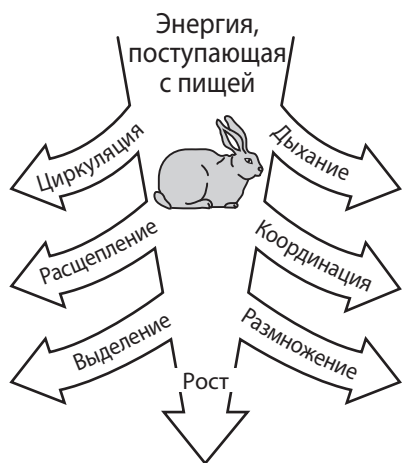 Энергия,
поступающая
с пищей
Циркуляция
Дыхание
Расщепление
Координация
Выделение
Размножение
Рост